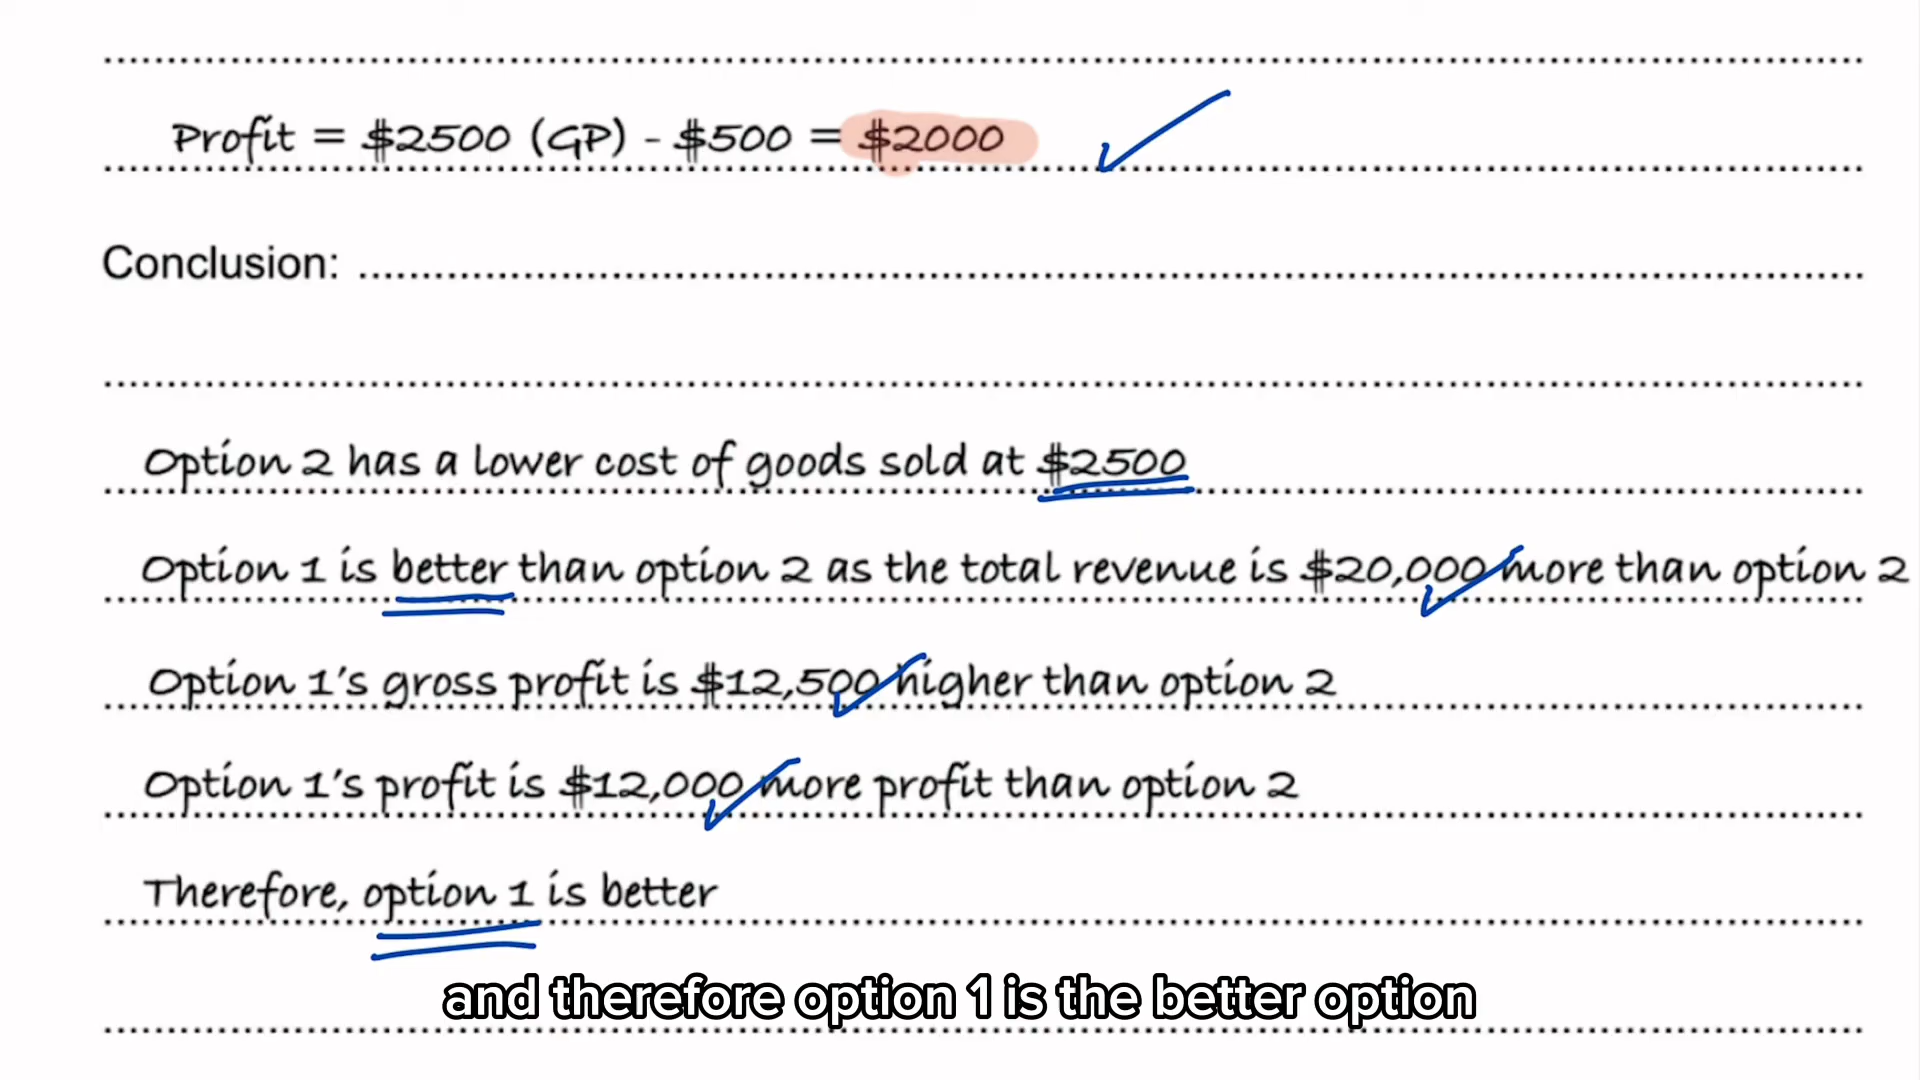 Profit = $2500 (GP) - $500 = $2000
Conclusion:
Option 2 has a lower cost of goods sold at $2500
Option 1 is better than option 2 as the total revenue is $20,000 more than option 2
Option 1's gross profit is $12,500 higher than option 2
Option 1's profit is $12,000 more profit than option 2
Therefore, option 1 is better
and therefore option 1 is the better option